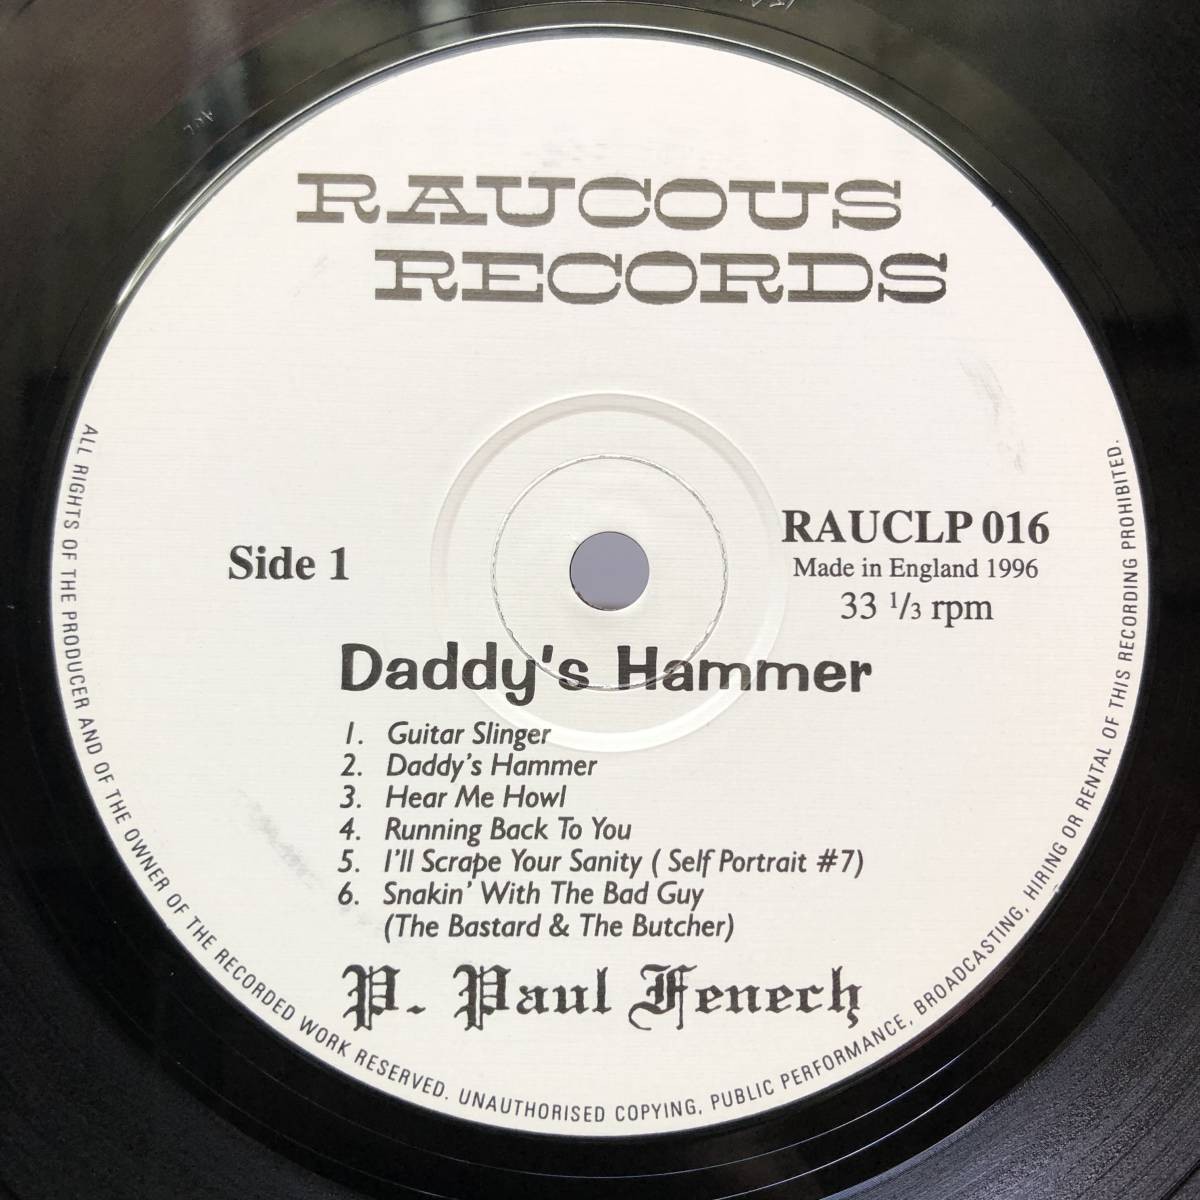 RAUCOUS
RECORDS
Side 1
RAUCLP 016
Made in England 1996
33 1/3 rpm
Daddy's Hammer
1. Guitar Slinger
2. Daddy's Hammer
3. Hear Me Howl
4. Running Back To You
5. I'll Scrape Your Sanity ( Self Portrait #7)
6. Snakin' With The Bad Guy
(The Bastard & The Butcher)
P. Paul Fenech
ALL RIGHTS OF THE PRODUCER AND OF THE OWNER OF THE RECORDED WORK RESERVED. UNAUTHORISED COPYING, PUBLIC PERFORMANCE, BROADCASTING, HIRING OR RENTAL OF THIS RECORDING PROHIBITED.